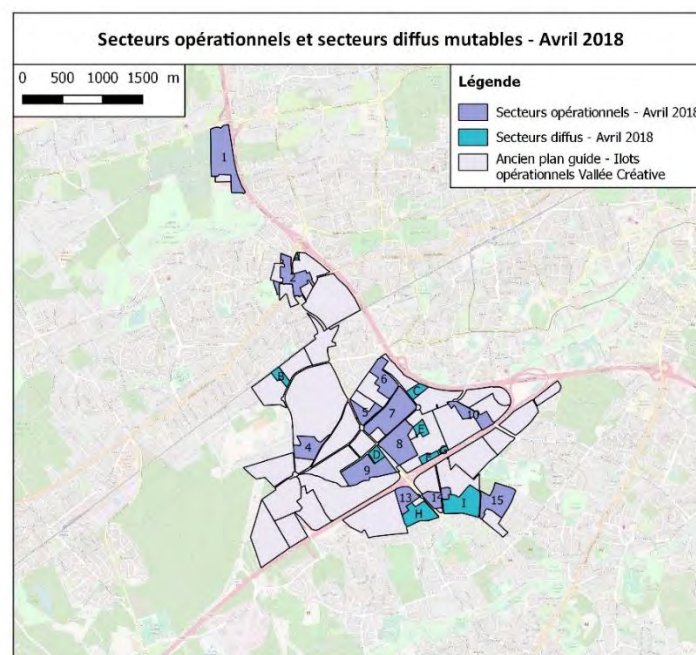 Secteurs opérationnels et secteurs diffus mutables - Avril 2018
0 500 1000 1500 m
Légende
Secteurs opérationnels - Avril 2018
Secteurs diffus - Avril 2018
Ancien plan guide - Ilots
opérationnels Vallée Créative
1
2
B
6
C
5
7
10
E
4
8
D
G
9
13
14
I
15
H